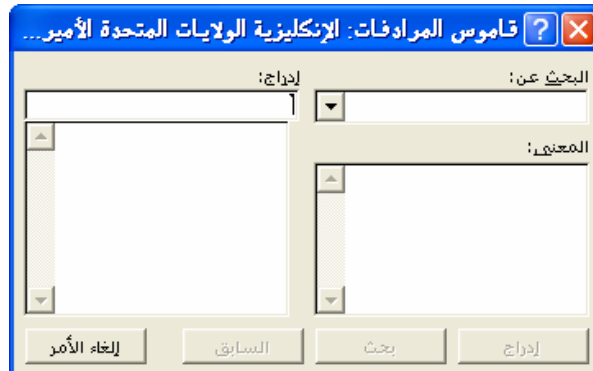 قاموس المرادفات: الإنكليزية الولايات المتحدة الأمير...
البحث عن:
إدراج:
المعنى:
إدراج
بحث
السابق
إلغاء الأمر